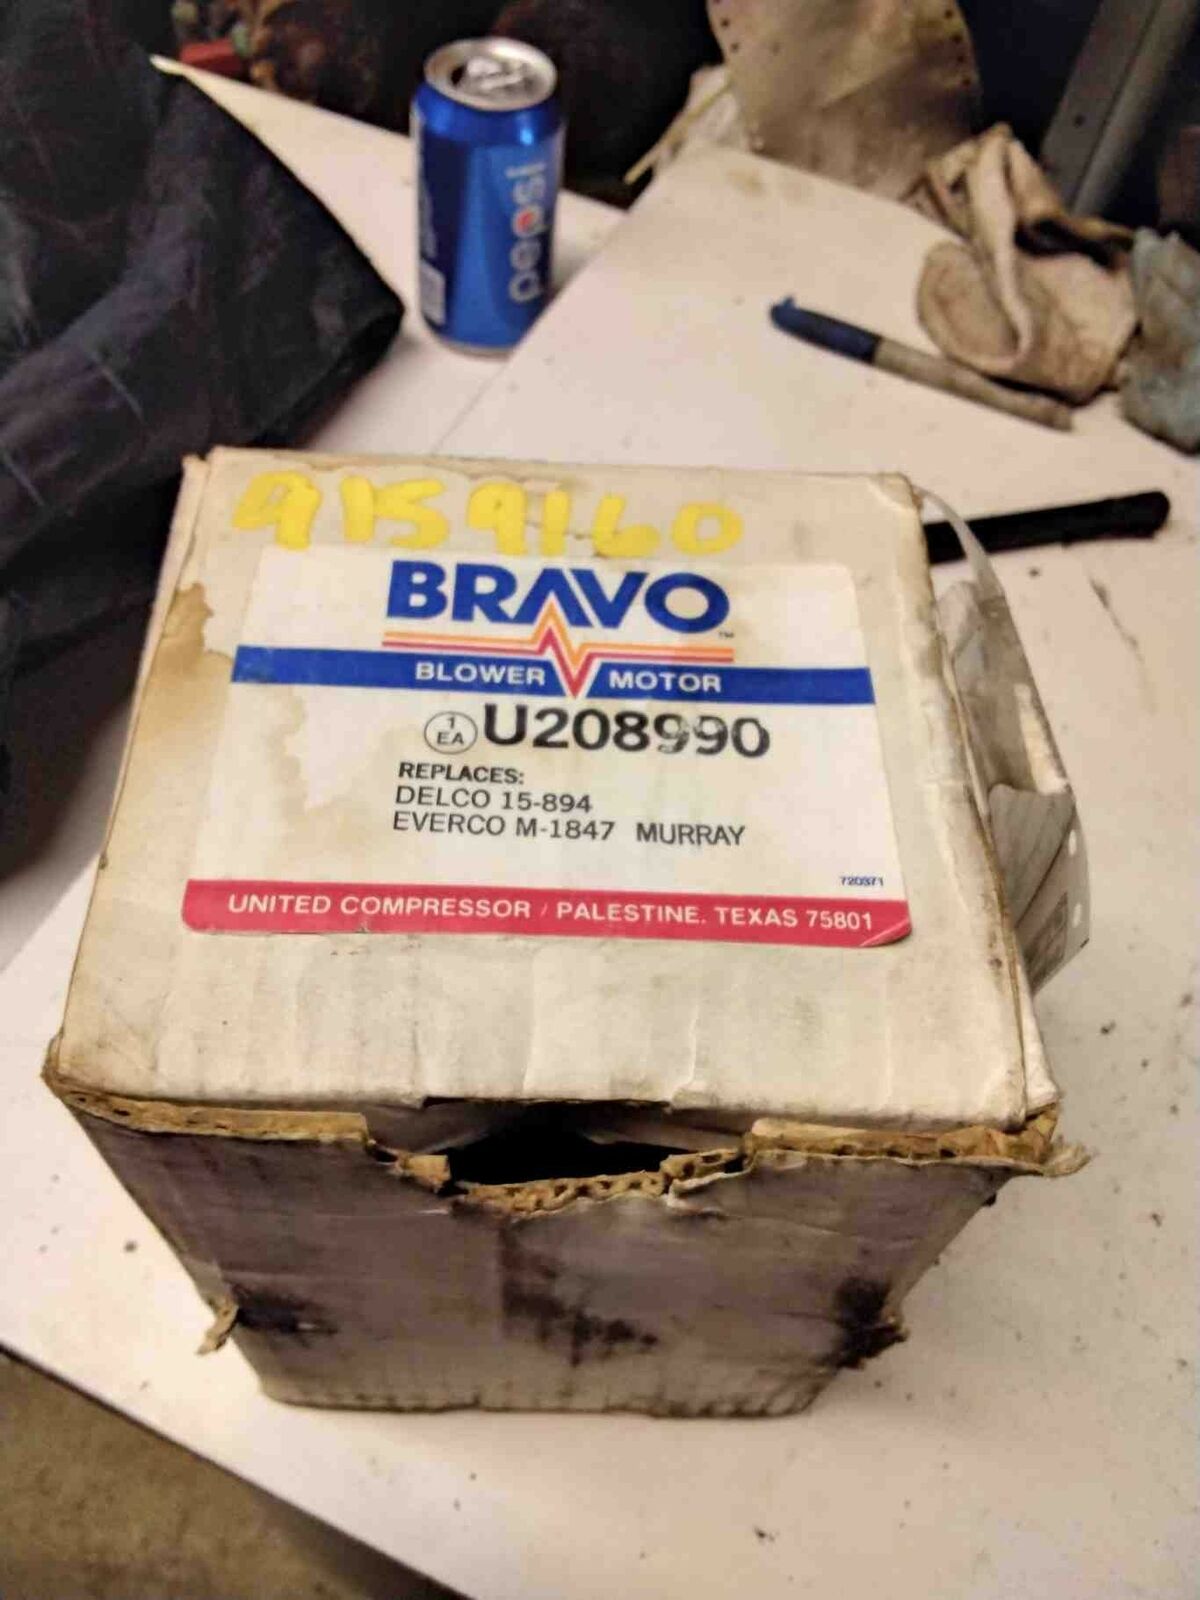 pepsi
9159160
BRAVO™
BLOWER MOTOR
1 EA U208990
REPLACES:
DELCO 15-894
EVERCO M-1847 MURRAY
720371
UNITED COMPRESSOR / PALESTINE. TEXAS 75801